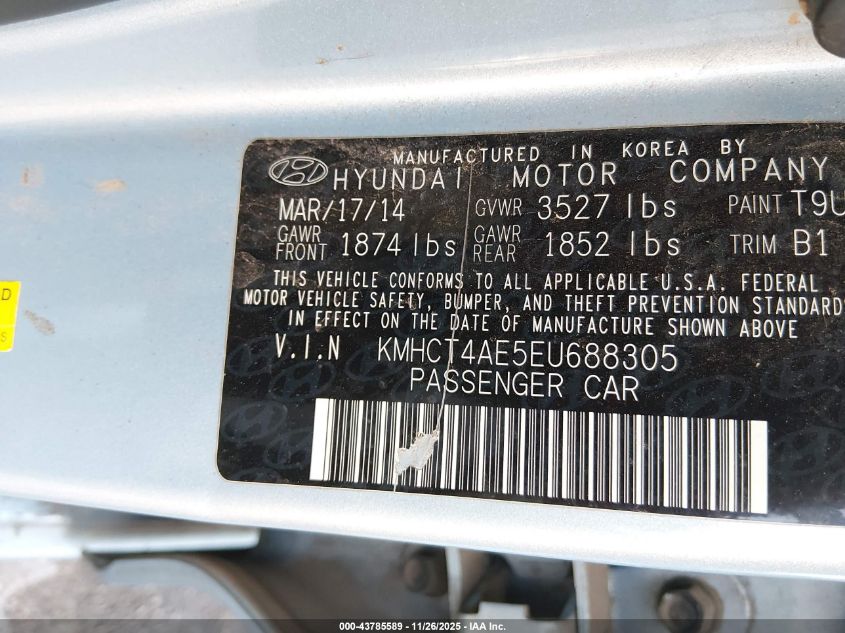 MANUFACTURED IN KOREA BY
HYUNDAI MOTOR COMPANY
MAR/17/14 GVWR 3527 lbs PAINT T9U
GAWR FRONT 1874 lbs GAWR REAR 1852 lbs TRIM B1
THIS VEHICLE CONFORMS TO ALL APPLICABLE U.S.A. FEDERAL
MOTOR VEHICLE SAFETY, BUMPER, AND THEFT PREVENTION STANDARDS
IN EFFECT ON THE DATE OF MANUFACTURE SHOWN ABOVE
V.I.N KMHCT4AE5EU688305
PASSENGER CAR
D
S
000-43785589 - 11/26/2025 - IAA Inc.